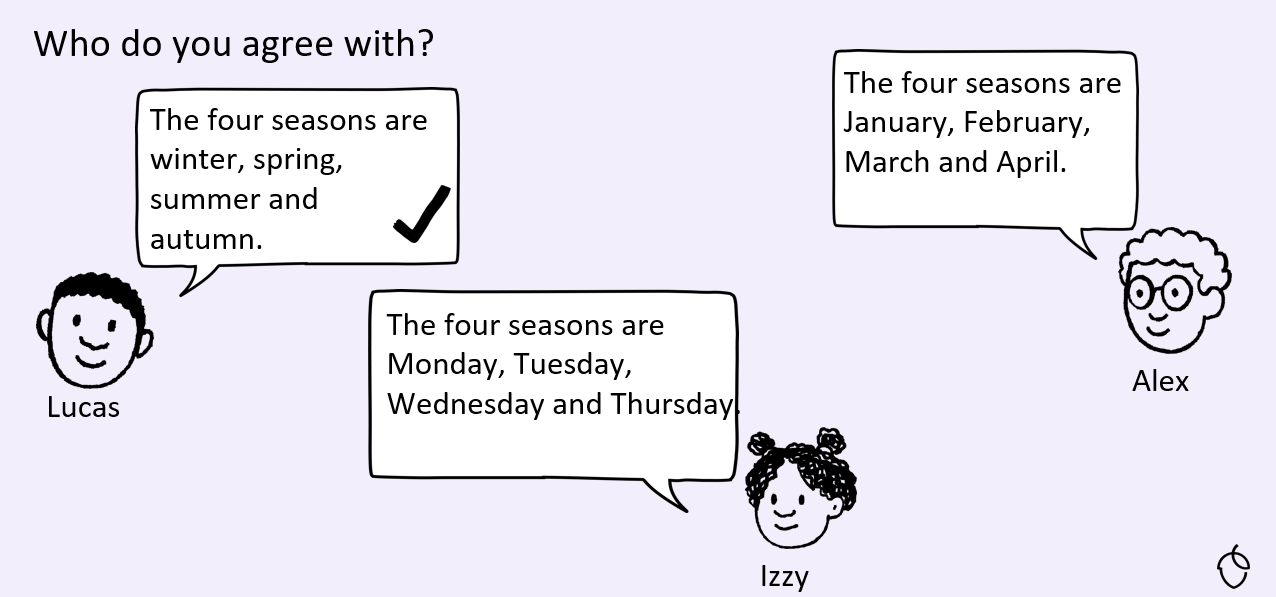 Who do you agree with?
The four seasons are
winter, spring,
summer and
autumn.
Lucas
The four seasons are
January, February,
March and April.
Alex
The four seasons are
Monday, Tuesday,
Wednesday and Thursday.
Izzy